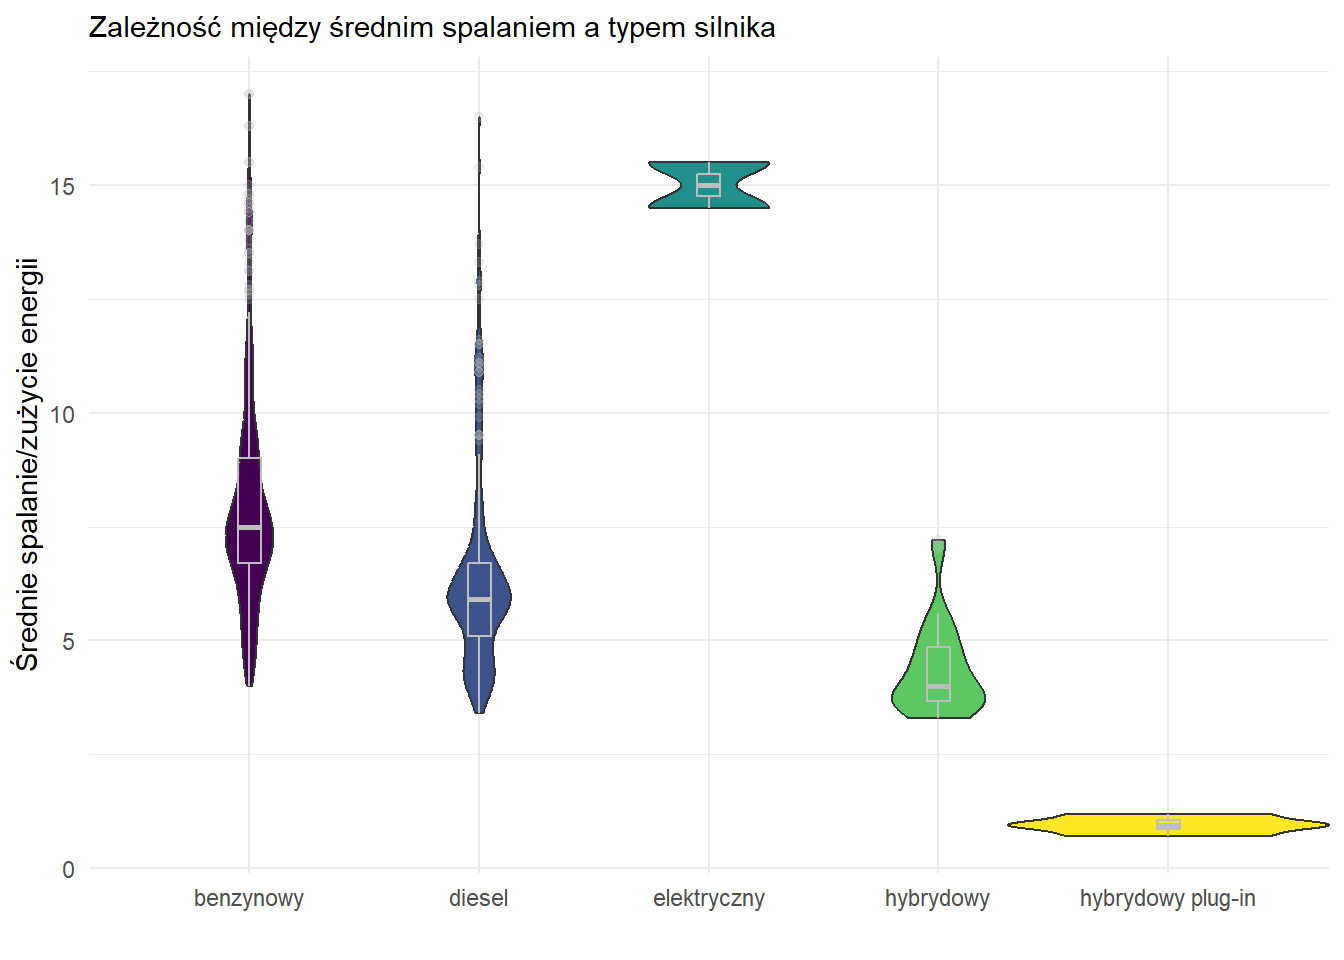 Zależność między średnim spalaniem a typem silnika
Średnie spalanie/zużycie energii
15
10
5
0
benzynowy
diesel
elektryczny
hybrydowy
hybrydowy plug-in